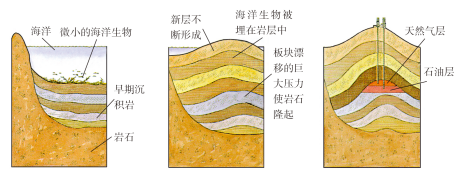 海洋
微小的海洋生物
早期沉
积岩
岩石
新层不
断形成
海洋生物被
埋在岩层中
板块漂
移的巨
大压力
使岩石
隆起
天然气层
石油层